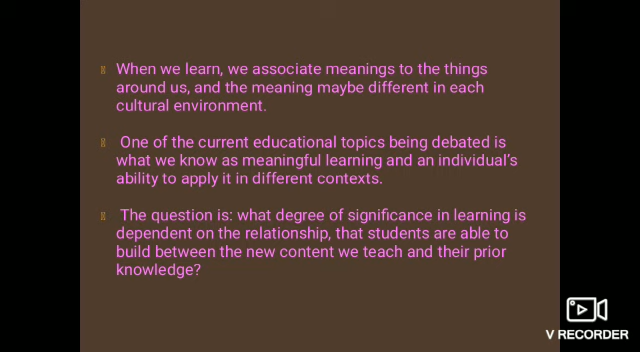 When we learn, we associate meanings to the things
around us, and the meaning maybe different in each
cultural environment.
One of the current educational topics being debated is
what we know as meaningful learning and an individual's
ability to apply it in different contexts.
The question is: what degree of significance in learning is
dependent on the relationship, that students are able to
build between the new content we teach and their prior
knowledge?
V RECORDER